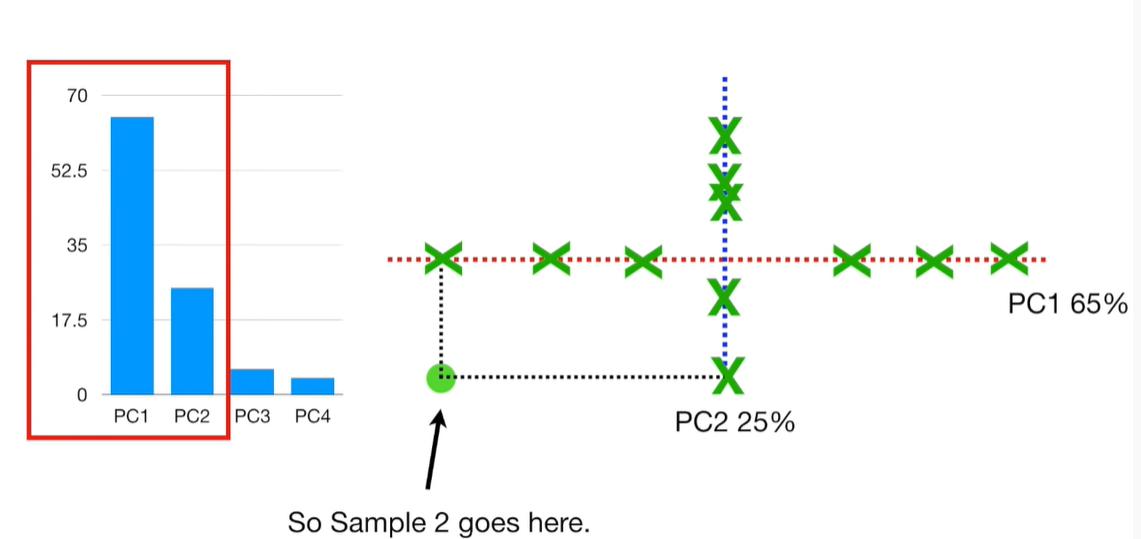 70
52.5
35
17.5
0
PC1 PC2 PC3 PC4
PC1 65%
PC2 25%
So Sample 2 goes here.